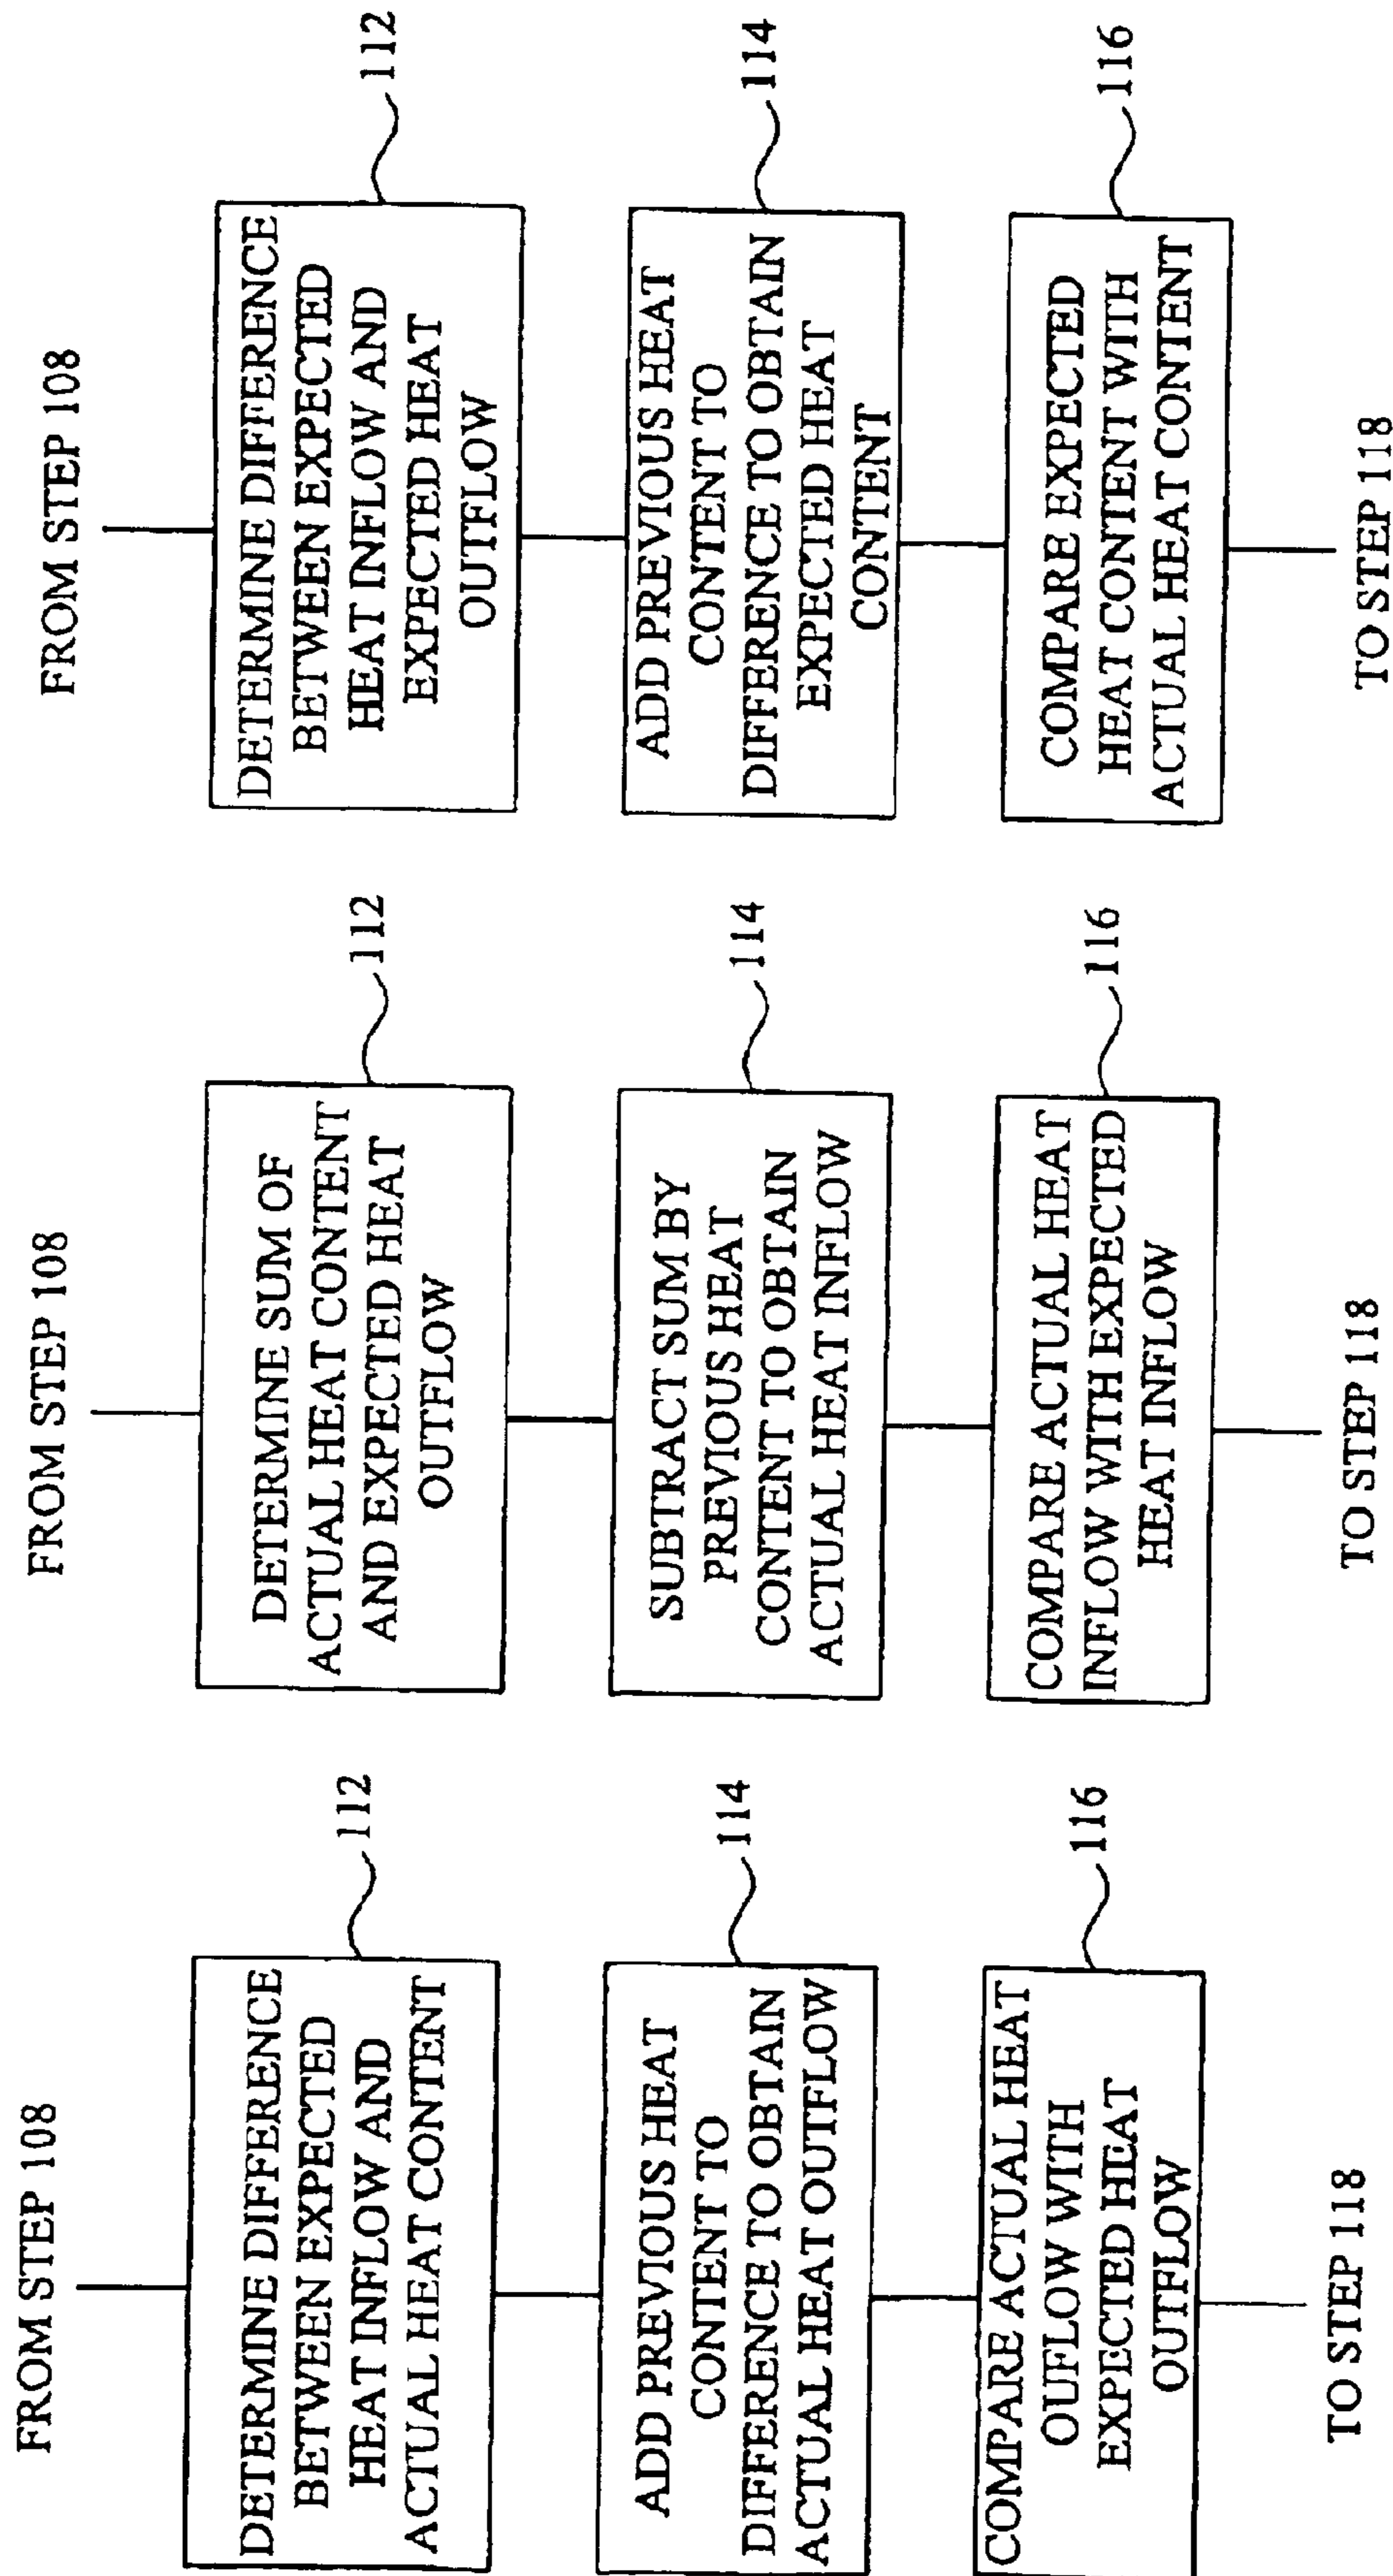 FROM STEP 108
DETERMINE DIFFERENCE
BETWEEN EXPECTED
HEAT INFLOW AND
ACTUAL HEAT CONTENT
112
ADD PREVIOUS HEAT
CONTENT TO
DIFFERENCE TO OBTAIN
ACTUAL HEAT OUTFLOW
114
COMPARE ACTUAL HEAT
OUFLOW WITH
EXPECTED HEAT
OUTFLOW
116
TO STEP 118
FROM STEP 108
DETERMINE SUM OF
ACTUAL HEAT CONTENT
AND EXPECTED HEAT
OUTFLOW
112
SUBTRACT SUM BY
PREVIOUS HEAT
CONTENT TO OBTAIN
ACTUAL HEAT INFLOW
114
COMPARE ACTUAL HEAT
INFLOW WITH EXPECTED
HEAT INFLOW
116
TO STEP 118
FROM STEP 108
DETERMINE DIFFERENCE
BETWEEN EXPECTED
HEAT INFLOW AND
EXPECTED HEAT
OUTFLOW
112
ADD PREVIOUS HEAT
CONTENT TO
DIFFERENCE TO OBTAIN
EXPECTED HEAT
CONTENT
114
COMPARE EXPECTED
HEAT CONTENT WITH
ACTUAL HEAT CONTENT
116
TO STEP 118